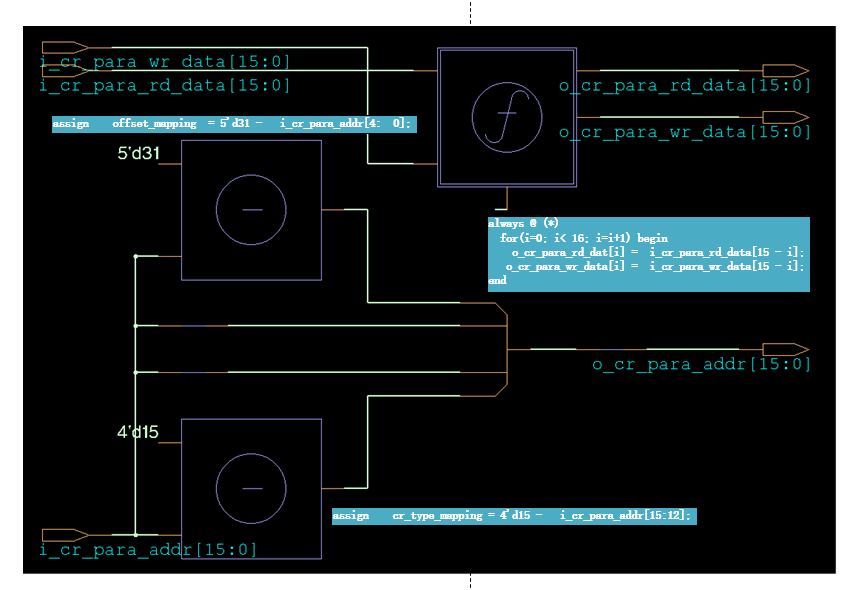 i_cr_para_wr_data[15:0]
i_cr_para_rd_data[15:0]
o_cr_para_rd_data[15:0]
assign offset_mapping = 5'd31 - i_cr_para_addr[4: 0];
o_cr_para_wr_data[15:0]
5'd31
always @ (*)
for(i=0; i< 16; i=i+1) begin
o_cr_para_rd_dat[i] = i_cr_para_rd_data[15 - i];
o_cr_para_wr_data[i] = i_cr_para_wr_data[15 - i];
end
o_cr_para_addr[15:0]
4'd15
assign cr_type_mapping = 4'd15 - i_cr_para_addr[15:12];
i_cr_para_addr[15:0]